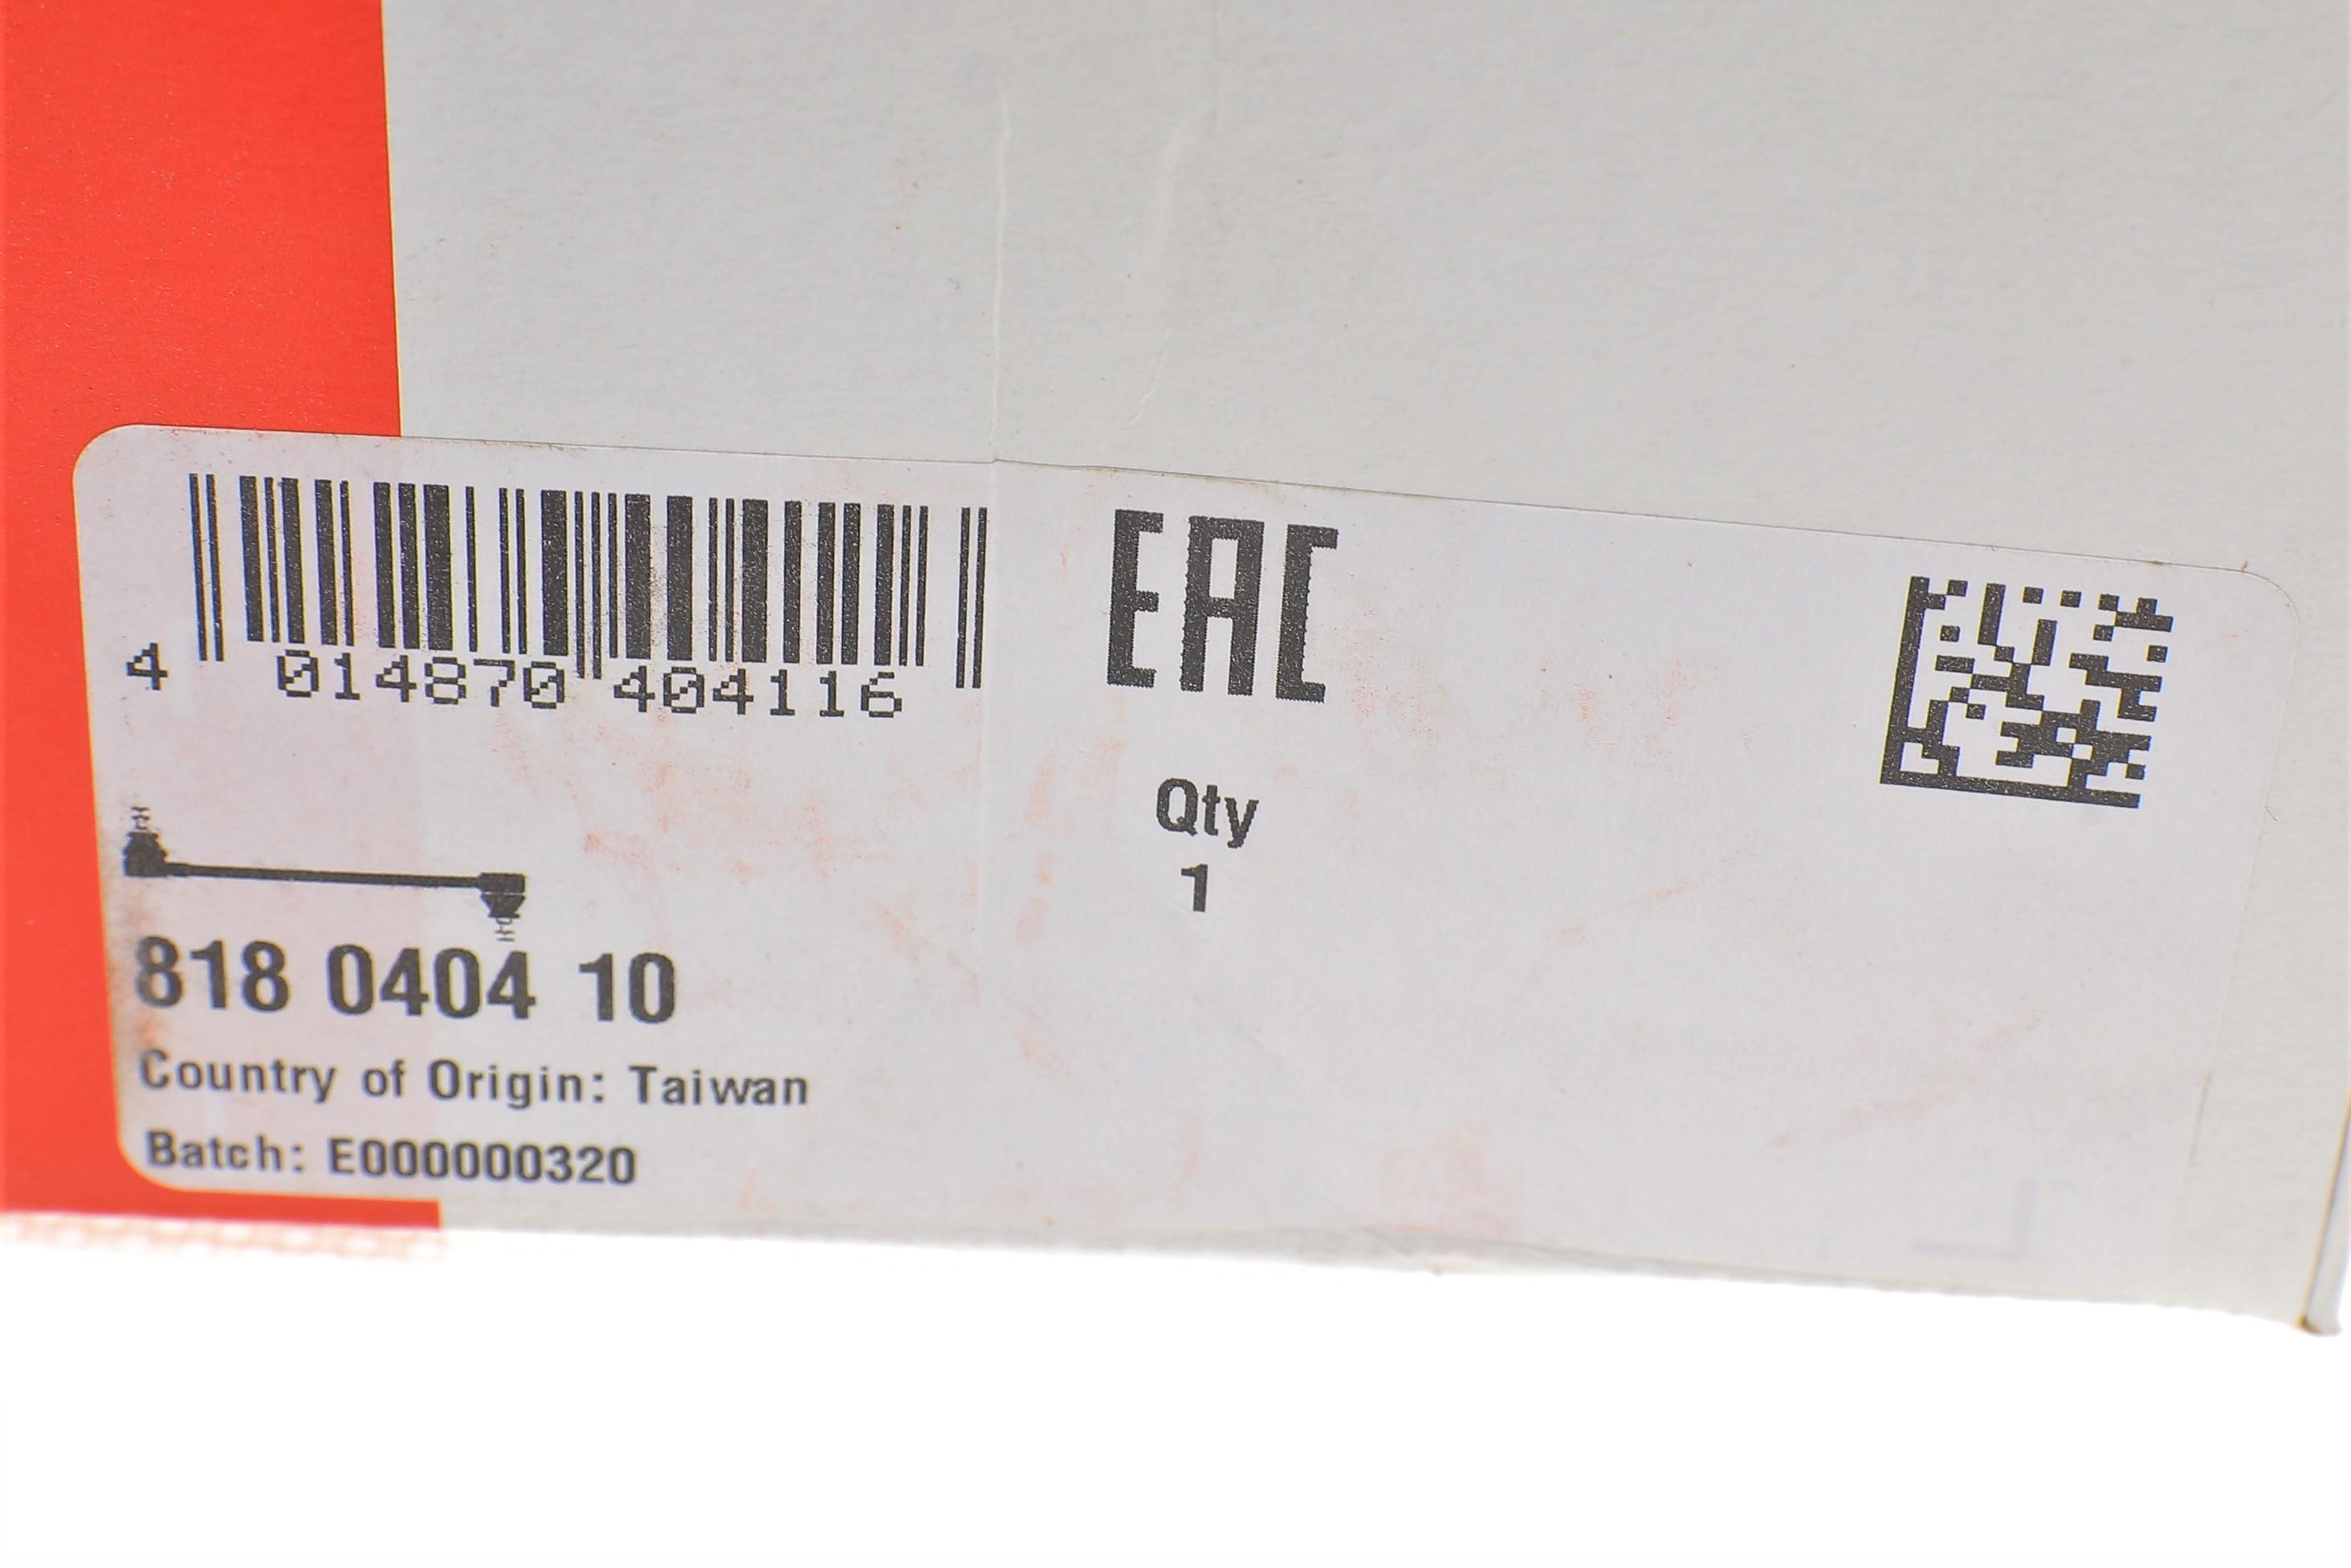 4 014870 404116
EAC
Qty
1
818 0404 10
Country of Origin: Taiwan
Batch: E000000320